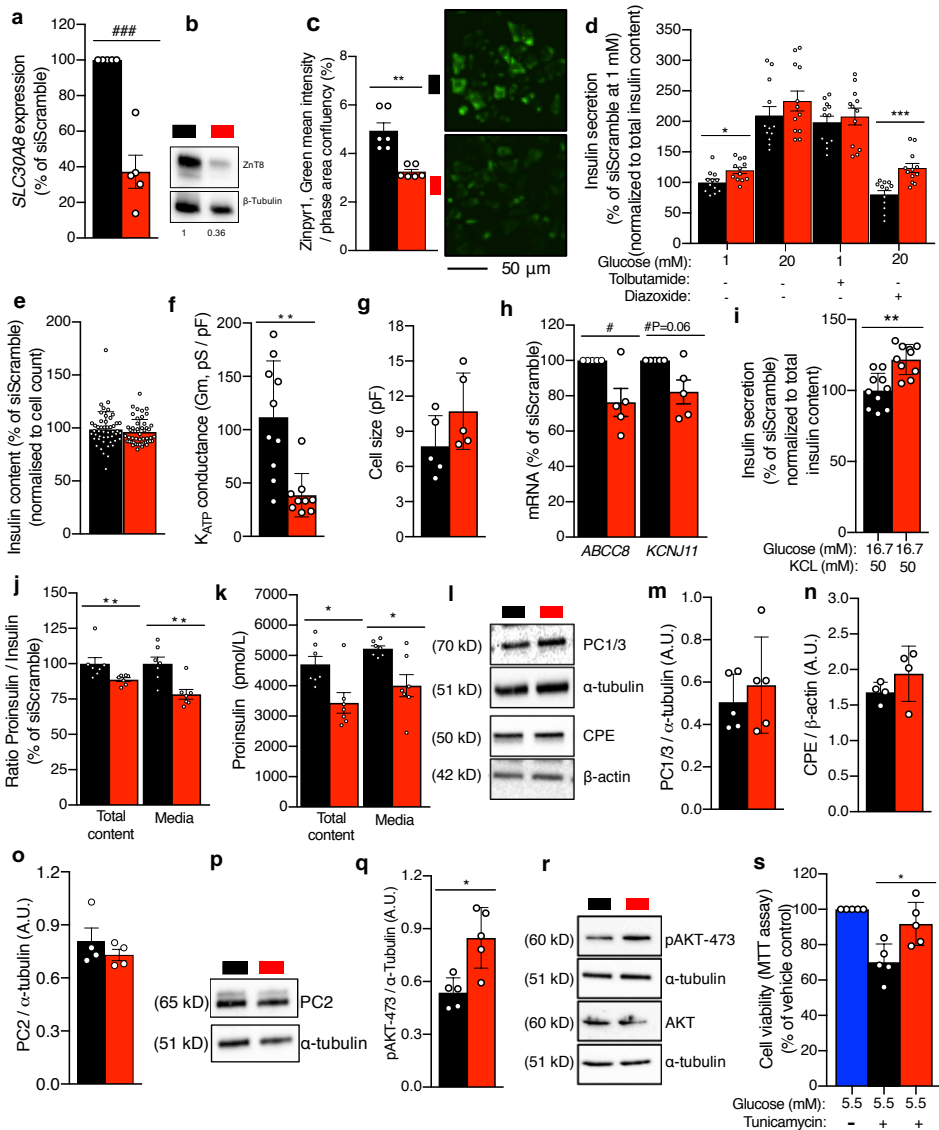 a
SLC30A8 expression
(% of siScramble)
120
100
80
60
40
20
0
###
b
ZnT8
β-Tubulin
1 0.36
c
Zinpyr1, Green mean intensity
/ phase area confluency (%)
8
6
4
2
0
**
50 μm
d
Insulin secretion
(% of siScramble at 1 mM)
(normalized to total insulin content)
400
300
200
100
0
*
***
Glucose (mM): 1 20 1 20
Tolbutamide: - - + -
Diazoxide: - - - +
e
Insulin content (% of siScramble)
(normalised to cell count)
200
150
100
50
0
f
KATP conductance (Gm, pS / pF)
200
150
100
50
0
**
g
Cell size (pF)
18
15
12
9
6
3
0
h
mRNA (% of siScramble)
120
100
80
60
40
20
0
#
#P=0.06
ABCC8 KCNJ11
i
Insulin secretion
(% of siScramble)
normalized to total
insulin content)
150
100
50
0
**
Glucose (mM): 16.7 16.7
KCL (mM): 50 50
j
Ratio Proinsulin / Insulin
(% of siScramble)
150
125
100
75
50
25
0
**
**
Total
content
Media
k
Proinsulin (pmol/L)
7000
6000
5000
4000
3000
2000
1000
0
*
*
Total
content
Media
l
(70 kD) PC1/3
(51 kD) α-tubulin
(50 kD) CPE
(42 kD) β-actin
m
PC1/3 / α-tubulin (A.U.)
1.0
0.8
0.6
0.4
0.2
0.0
n
CPE / β-actin (A.U.)
3.0
2.5
2.0
1.5
1.0
0.5
0.0
o
PC2 / α-tubulin (A.U.)
1.2
0.9
0.6
0.3
0.0
p
(65 kD) PC2
(51 kD) α-tubulin
q
pAKT-473 / α-Tubulin (A.U.)
1.2
0.9
0.6
0.3
0.0
*
r
(60 kD) pAKT-473
(51 kD) α-tubulin
(60 kD) AKT
(51 kD) α-tubulin
s
Cell viability (MTT assay)
(% of vehicle control)
120
100
80
60
40
20
0
*
Glucose (mM): 5.5 5.5 5.5
Tunicamycin: - + +